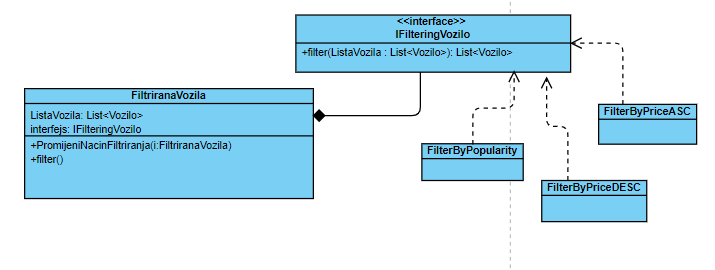 <<interface>>
IFilteringVozilo
+filter(ListaVozila : List<Vozilo>): List<Vozilo>
FiltriranaVozila
ListaVozila: List<Vozilo>
interfejs: IFilteringVozilo
+PromijeniNacinFiltriranja(i:FiltriranaVozila)
+filter()
FilterByPriceASC
FilterByPopularity
FilterByPriceDESC